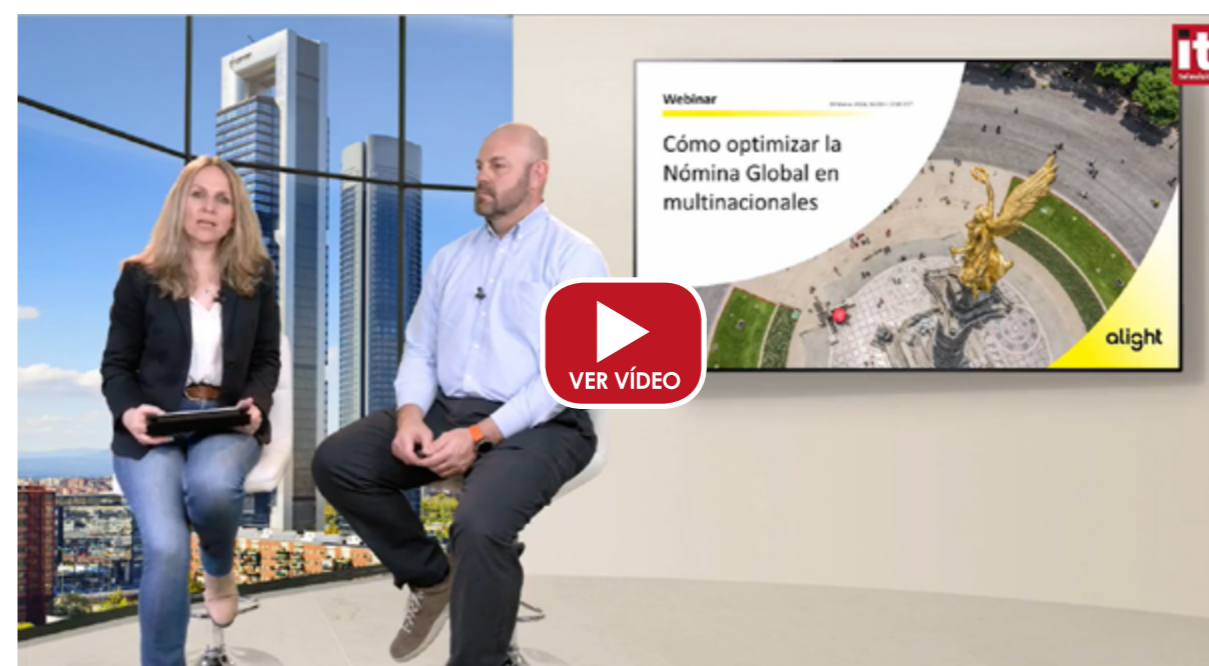 it
Webinar
Cómo optimizar la
Nómina Global en
multinacionales
alight
VER VÍDEO